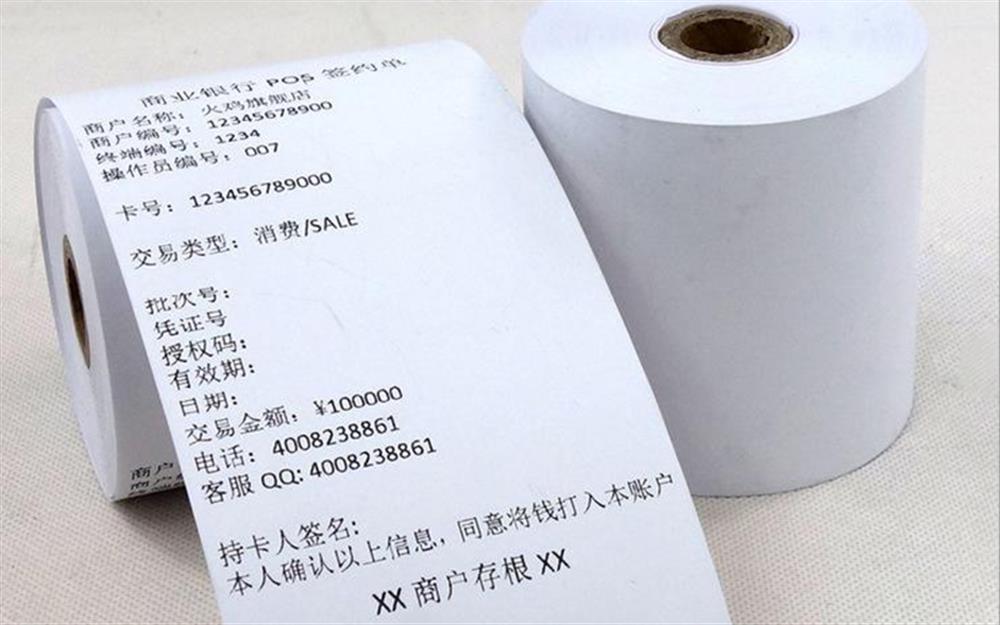 商业银行 POS 签约单
商户名称：火鸡旗舰店
商户编号：12345678900
终端编号：1234
操作员编号：007
卡号：123456789000
交易类型：消费/SALE
批次号：
凭证号
授权码：
有效期：
日期：
交易金额：¥100000
电话：4008238861
客服 QQ: 4008238861
持卡人签名:
本人确认以上信息，同意将钱打入本账户
XX 商户存根 XX
商户
商户